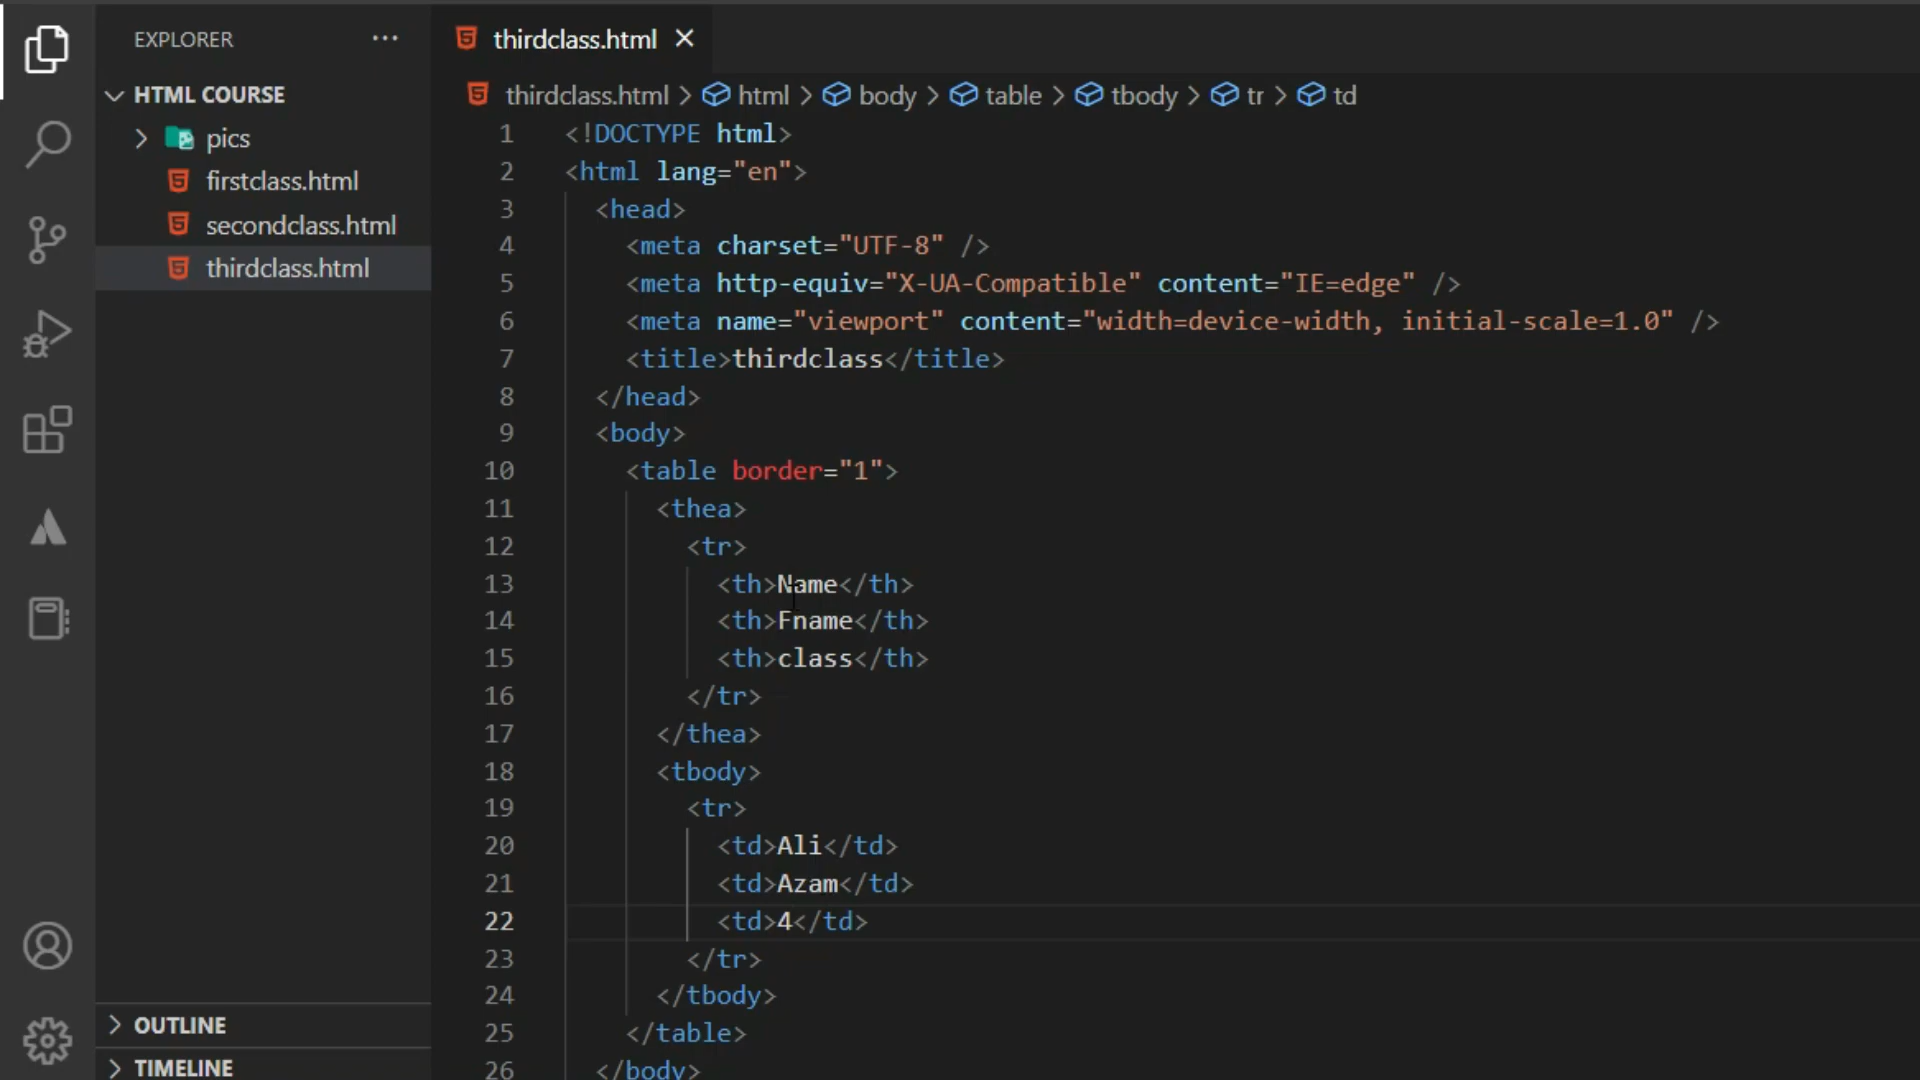 EXPLORER
HTML COURSE
pics
firstclass.html
secondclass.html
thirdclass.html
OUTLINE
TIMELINE
thirdclass.html
thirdclass.html > html > body > table > tbody > tr > td
1 <!DOCTYPE html>
2 <html lang="en">
3 <head>
4 <meta charset="UTF-8" />
5 <meta http-equiv="X-UA-Compatible" content="IE=edge" />
6 <meta name="viewport" content="width=device-width, initial-scale=1.0" />
7 <title>thirdclass</title>
8 </head>
9 <body>
10 <table border="1">
11 <thea>
12 <tr>
13 <th>Name</th>
14 <th>Fname</th>
15 <th>class</th>
16 </tr>
17 </thea>
18 <tbody>
19 <tr>
20 <td>Ali</td>
21 <td>Azam</td>
22 <td>4</td>
23 </tr>
24 </tbody>
25 </table>
26 </body>